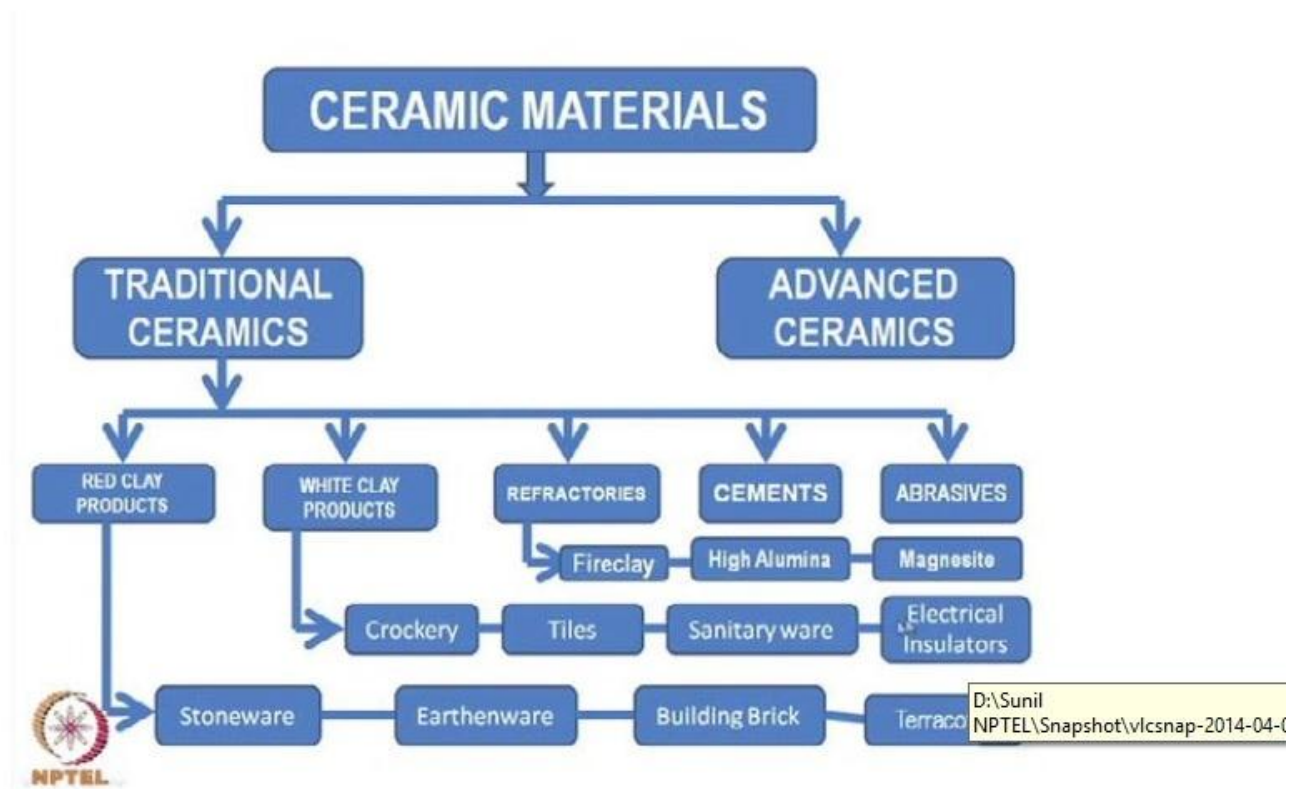 CERAMIC MATERIALS
TRADITIONAL
CERAMICS
ADVANCED
CERAMICS
RED CLAY
PRODUCTS
WHITE CLAY
PRODUCTS
REFRACTORIES
CEMENTS
ABRASIVES
Fireclay
High Alumina
Magnesite
Crockery
Tiles
Sanitary ware
Electrical
Insulators
Stoneware
Earthenware
Building Brick
Terraco
D:\Sunil
NPTEL\Snapshot\vlcsnap-2014-04-0
NPTEL